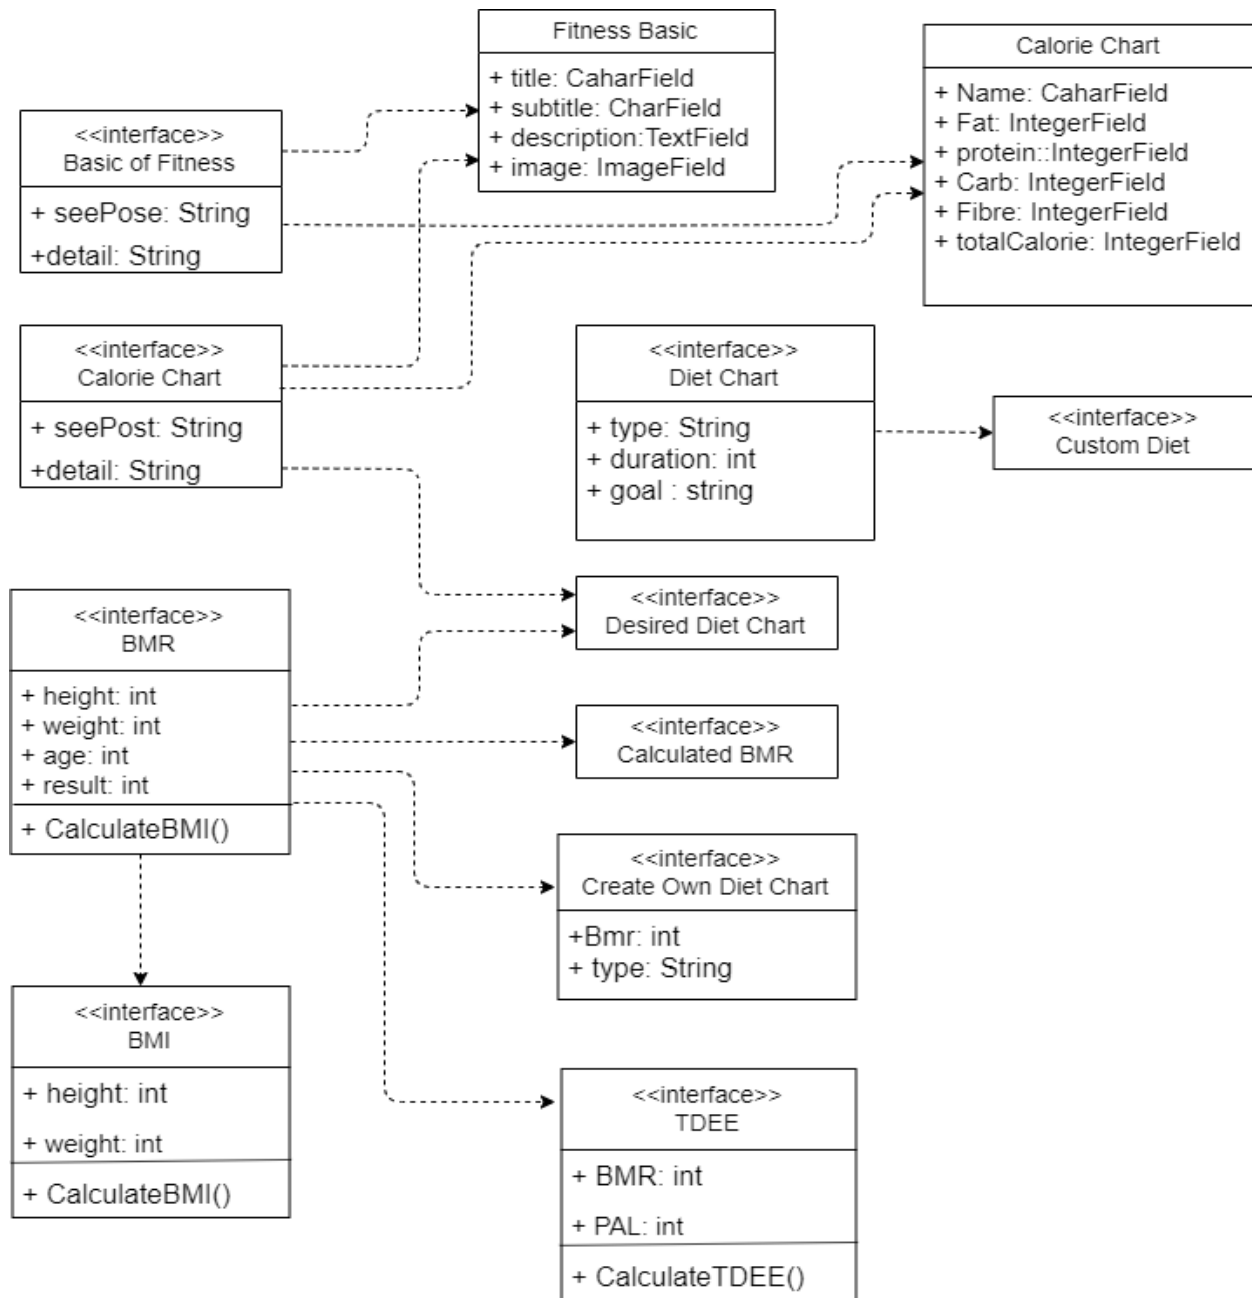 Fitness Basic
+ title: CaharField
+ subtitle: CharField
+ description:TextField
+ image: ImageField
Calorie Chart
+ Name: CaharField
+ Fat: IntegerField
+ protein::IntegerField
+ Carb: IntegerField
+ Fibre: IntegerField
+ totalCalorie: IntegerField
<<interface>>
Basic of Fitness
+ seePose: String
+detail: String
<<interface>>
Calorie Chart
+ seePost: String
+detail: String
<<interface>>
Diet Chart
+ type: String
+ duration: int
+ goal : string
<<interface>>
Custom Diet
<<interface>>
Desired Diet Chart
<<interface>>
BMR
+ height: int
+ weight: int
+ age: int
+ result: int
+ CalculateBMI()
<<interface>>
Calculated BMR
<<interface>>
Create Own Diet Chart
+Bmr: int
+ type: String
<<interface>>
BMI
+ height: int
+ weight: int
+ CalculateBMI()
<<interface>>
TDEE
+ BMR: int
+ PAL: int
+ CalculateTDEE()